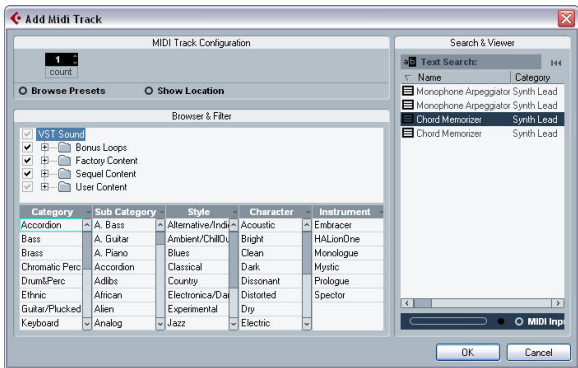 Add Midi Track
MIDI Track Configuration
1
count
Browse Presets
Show Location
Browser & Filter
VST Sound
Bonus Loops
Factory Content
Sequel Content
User Content
Category Sub Category Style Character Instrument
Accordion A. Bass Alternative/Indi Acoustic Embracer
Bass A. Guitar Ambient/ChillOu Bright HALionOne
Brass A. Piano Blues Clean Monologue
Chromatic Perc Accordion Classical Dark Mystic
Drum&Perc Adlibs Country Dissonant Prologue
Ethnic African Electronica/Dan Distorted Spector
Guitar/Plucked Alien Experimental Dry
Keyboard Analog Jazz Electric
Search & Viewer
Text Search:
Name Category
Monophone Arpeggiator Synth Lead
Monophone Arpeggiator Synth Lead
Chord Memorizer Synth Lead
Chord Memorizer Synth Lead
MIDI Inp
OK Cancel